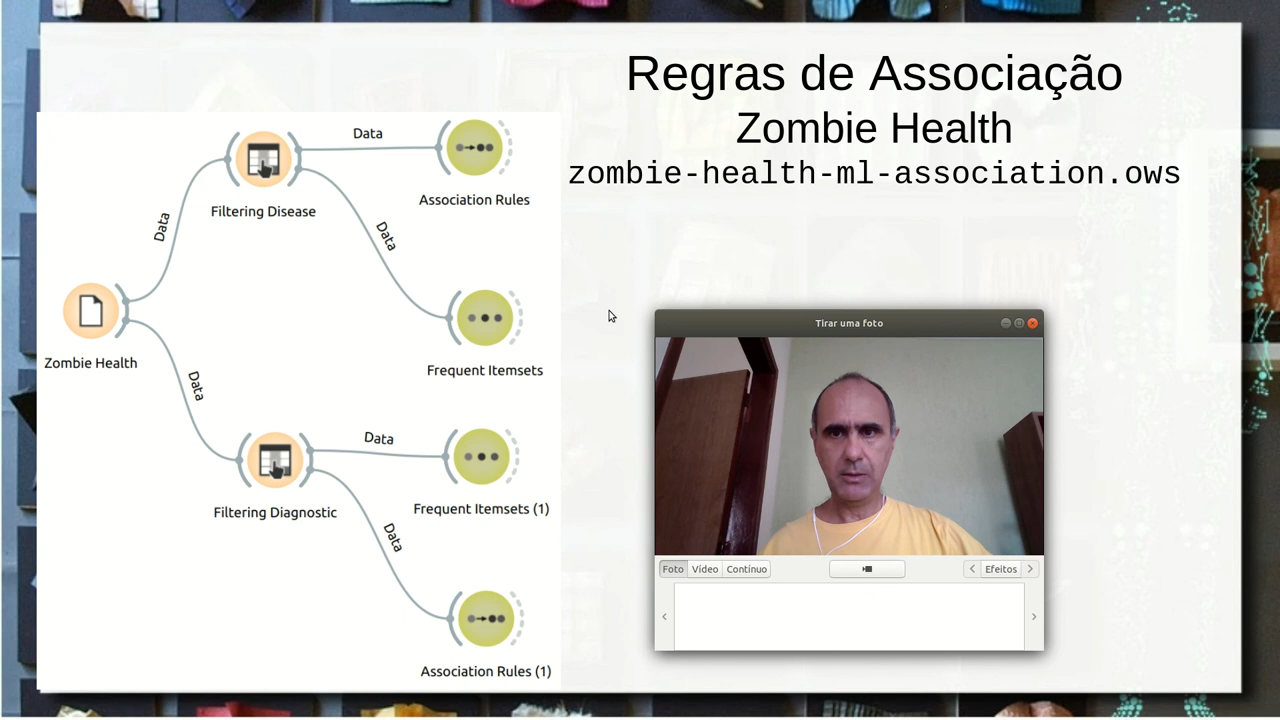 Regras de Associação
Zombie Health
zombie-health-ml-association.ows
Data
Association Rules
Filtering Disease
Data
Data
Frequent Itemsets
Zombie Health
Data
Data
Frequent Itemsets (1)
Filtering Diagnostic
Data
Association Rules (1)
Tirar uma foto
Foto
Vídeo
Contínuo
Efeitos